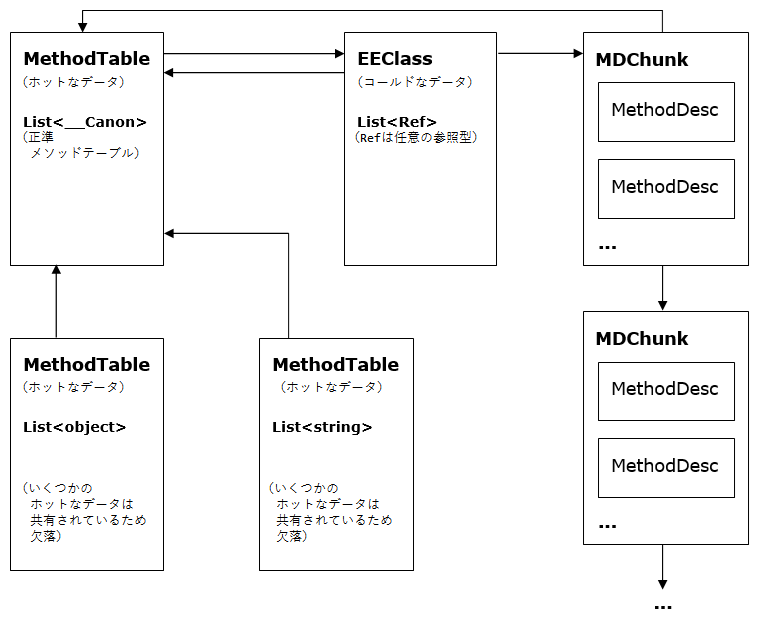 MethodTable
（ホットなデータ）
List<__Canon>
（正準
メソッドテーブル）
EEClass
（コールドなデータ）
List<Ref>
（Refは任意の参照型）
MDChunk
MethodDesc
MethodDesc
...
MethodTable
（ホットなデータ）
List<object>
（いくつかの
ホットなデータは
共有されているため
欠落）
MethodTable
（ホットなデータ）
List<string>
（いくつかの
ホットなデータは
共有されているため
欠落）
MDChunk
MethodDesc
MethodDesc
...
...